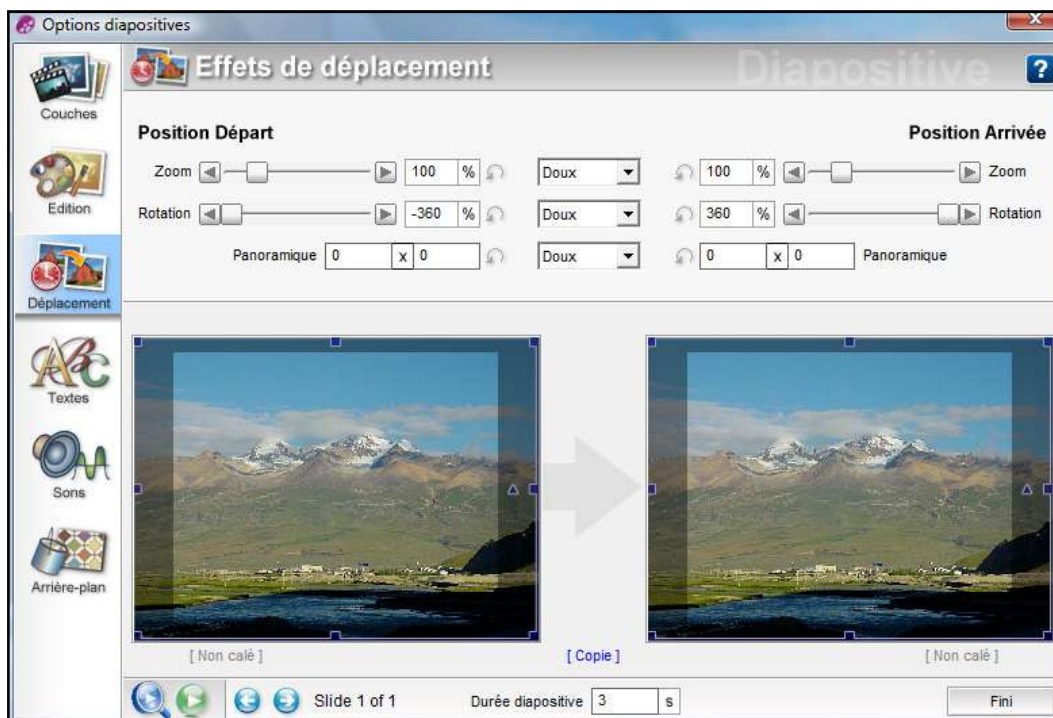 Options diapositives
Couches
Edition
Déplacement
Textes
Sons
Arrière-plan
Effets de déplacement
Diapositive
?
Position Départ
Position Arrivée
Zoom 100 % Doux 100 % Zoom
Rotation -360 % Doux 360 % Rotation
Panoramique 0 x 0 Doux 0 x 0 Panoramique
[ Non calé ] [ Copie ] [ Non calé ]
Slide 1 of 1 Durée diapositive 3 s Fini